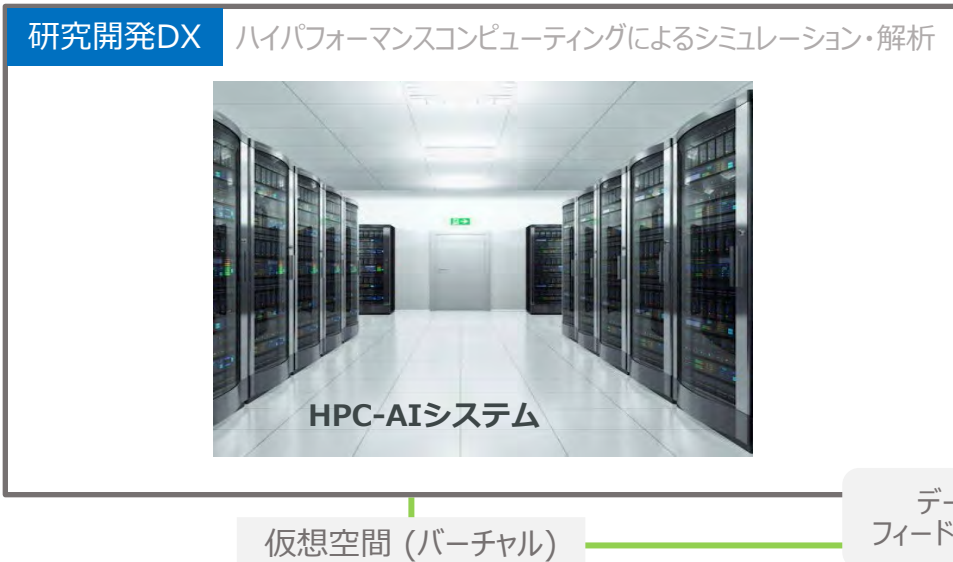 研究開発DX ハイパフォーマンスコンピューティングによるシミュレーション・解析
HPC-AIシステム
仮想空間 (バーチャル)
デー
フィード